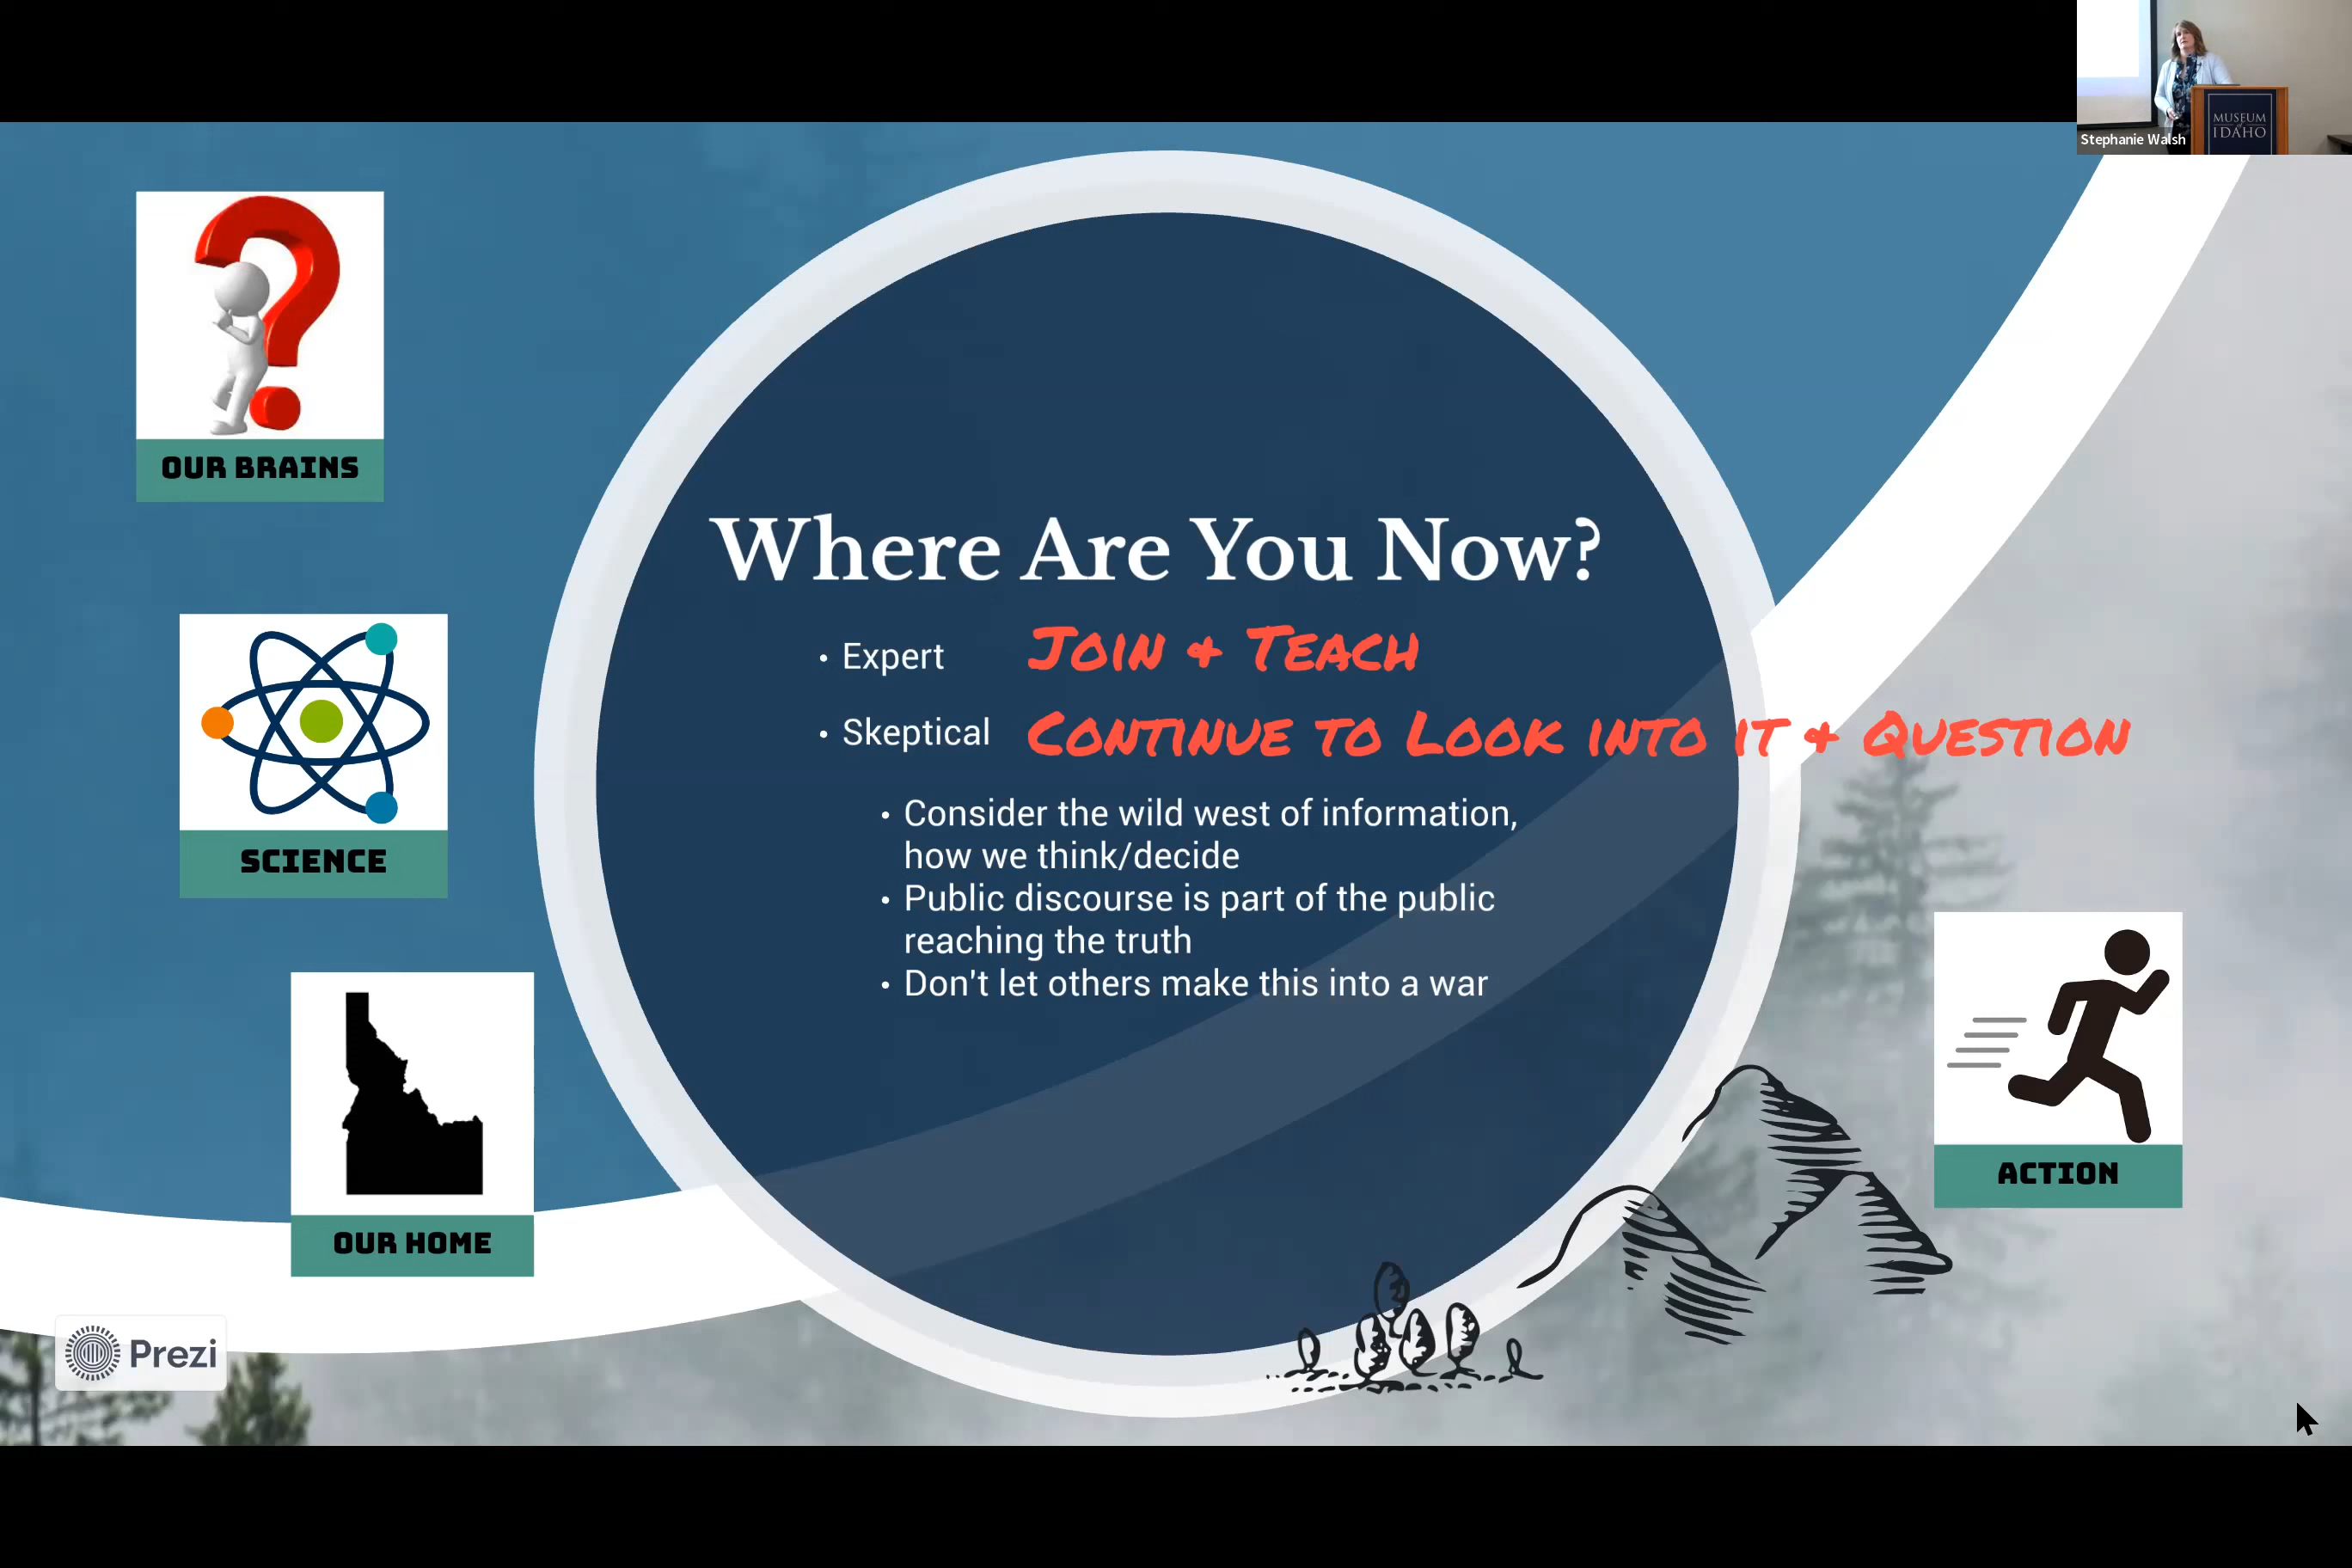 Stephanie Walsh
MUSEUM
of
IDAHO
OUR BRAINS
SCIENCE
OUR HOME
Where Are You Now?
• Expert JOIN & TEACH
• Skeptical CONTINUE TO LOOK INTO IT & QUESTION
• Consider the wild west of information,
how we think/decide
• Public discourse is part of the public
reaching the truth
• Don't let others make this into a war
ACTION
Prezi